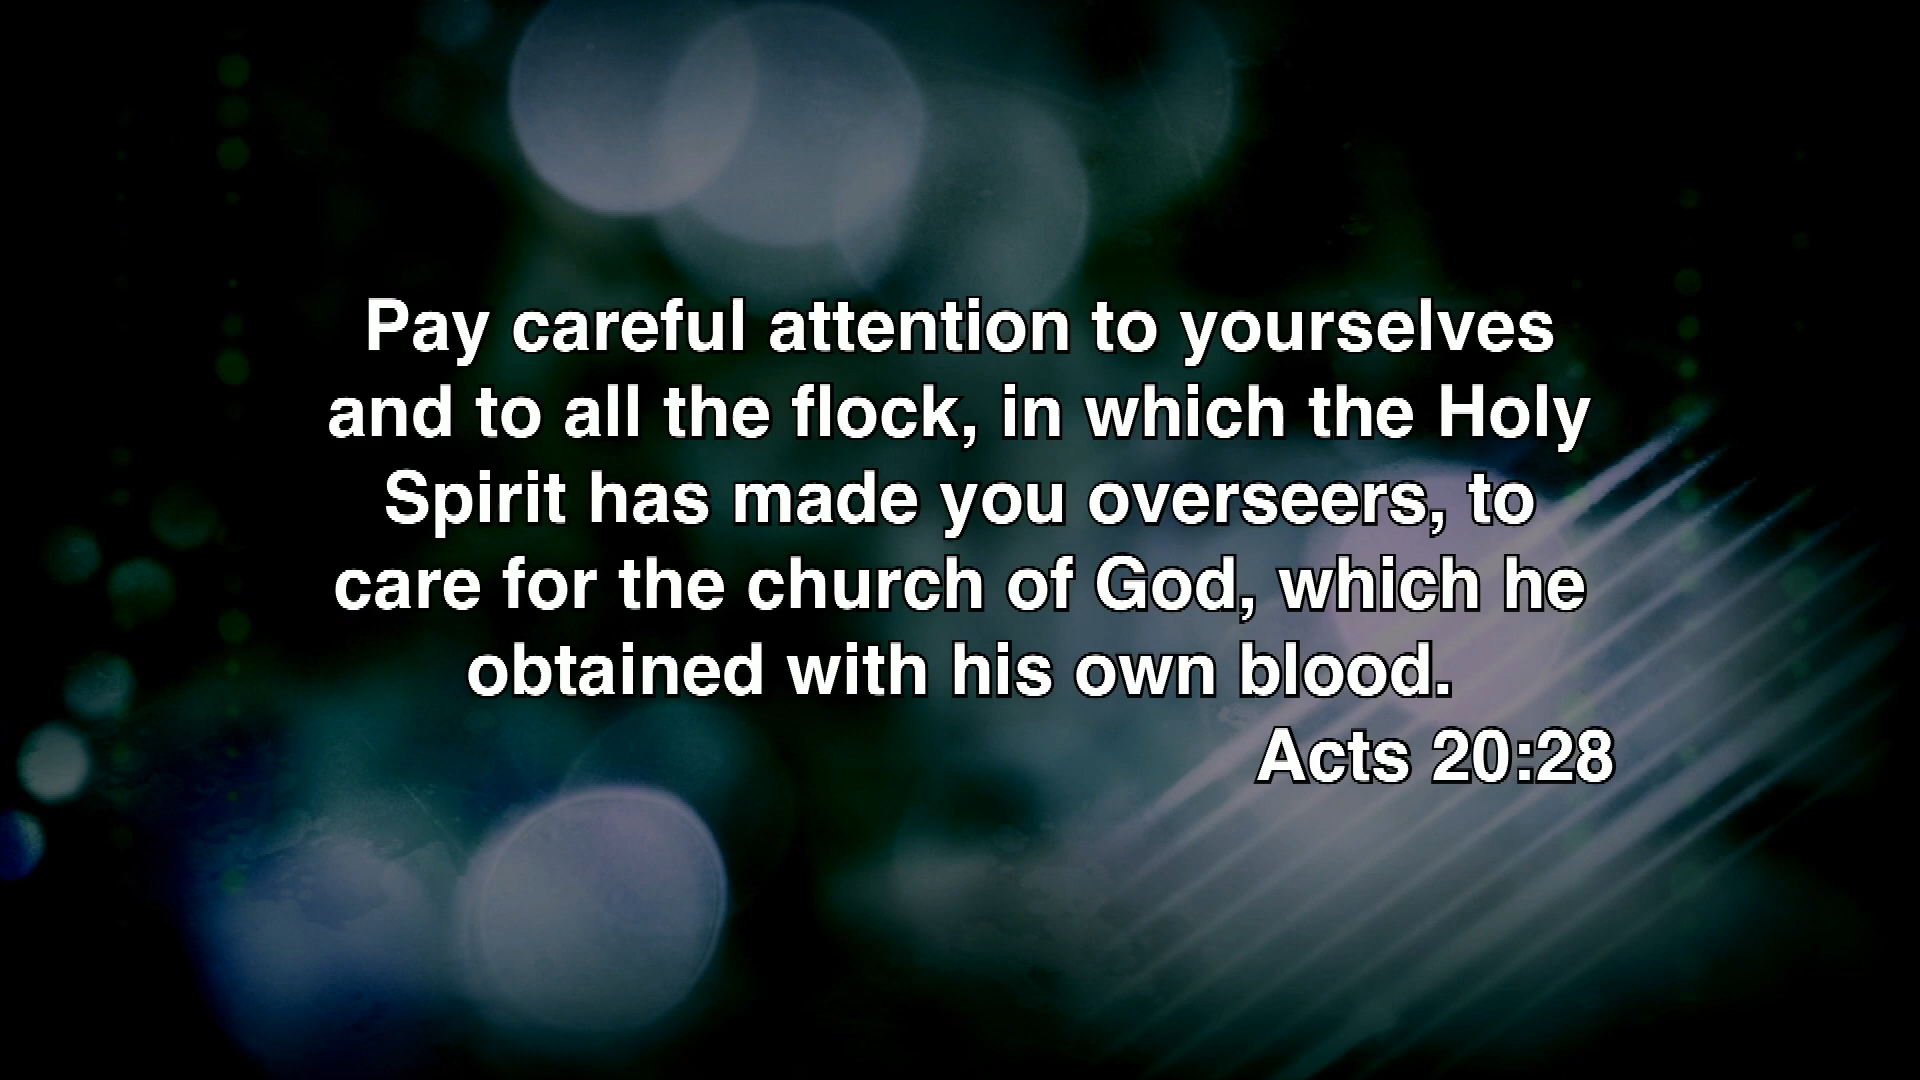 Pay careful attention to yourselves
and to all the flock, in which the Holy
Spirit has made you overseers, to
care for the church of God, which he
obtained with his own blood.
Acts 20:28